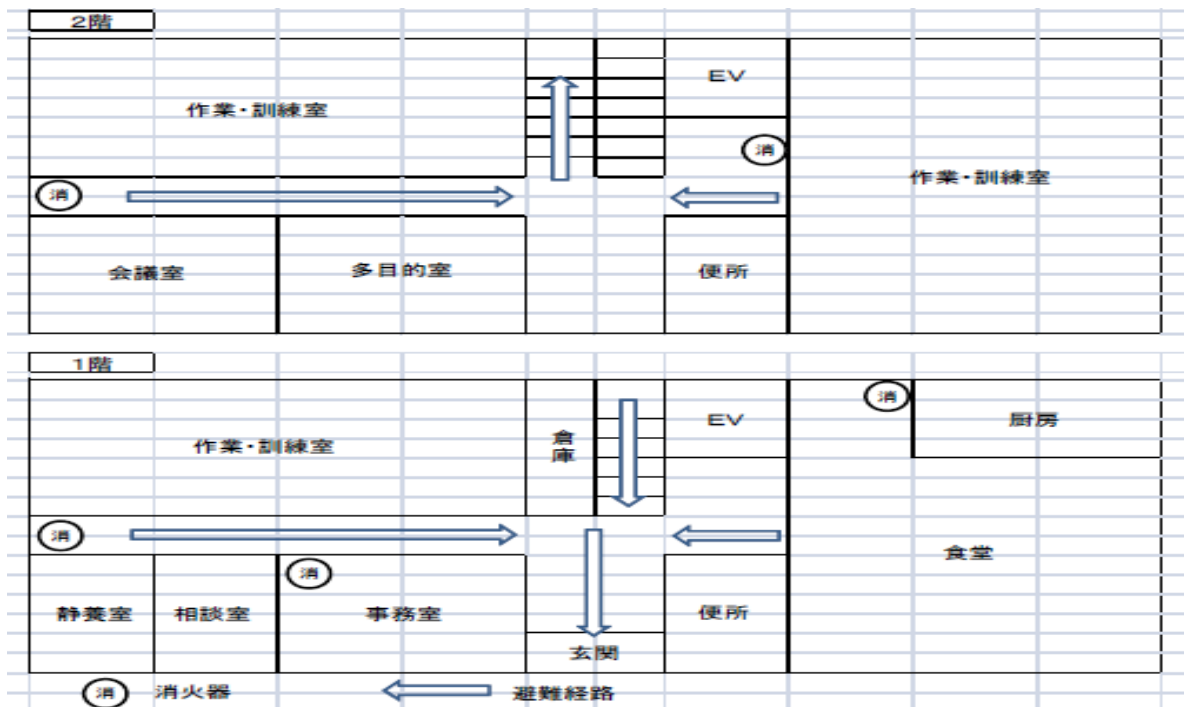 2階
作業・訓練室
EV
消
作業・訓練室
消
会議室
多目的室
便所
1階
作業・訓練室
倉庫
EV
消
厨房
消
食堂
静養室
相談室
消
事務室
便所
玄関
消 消火器
避難経路